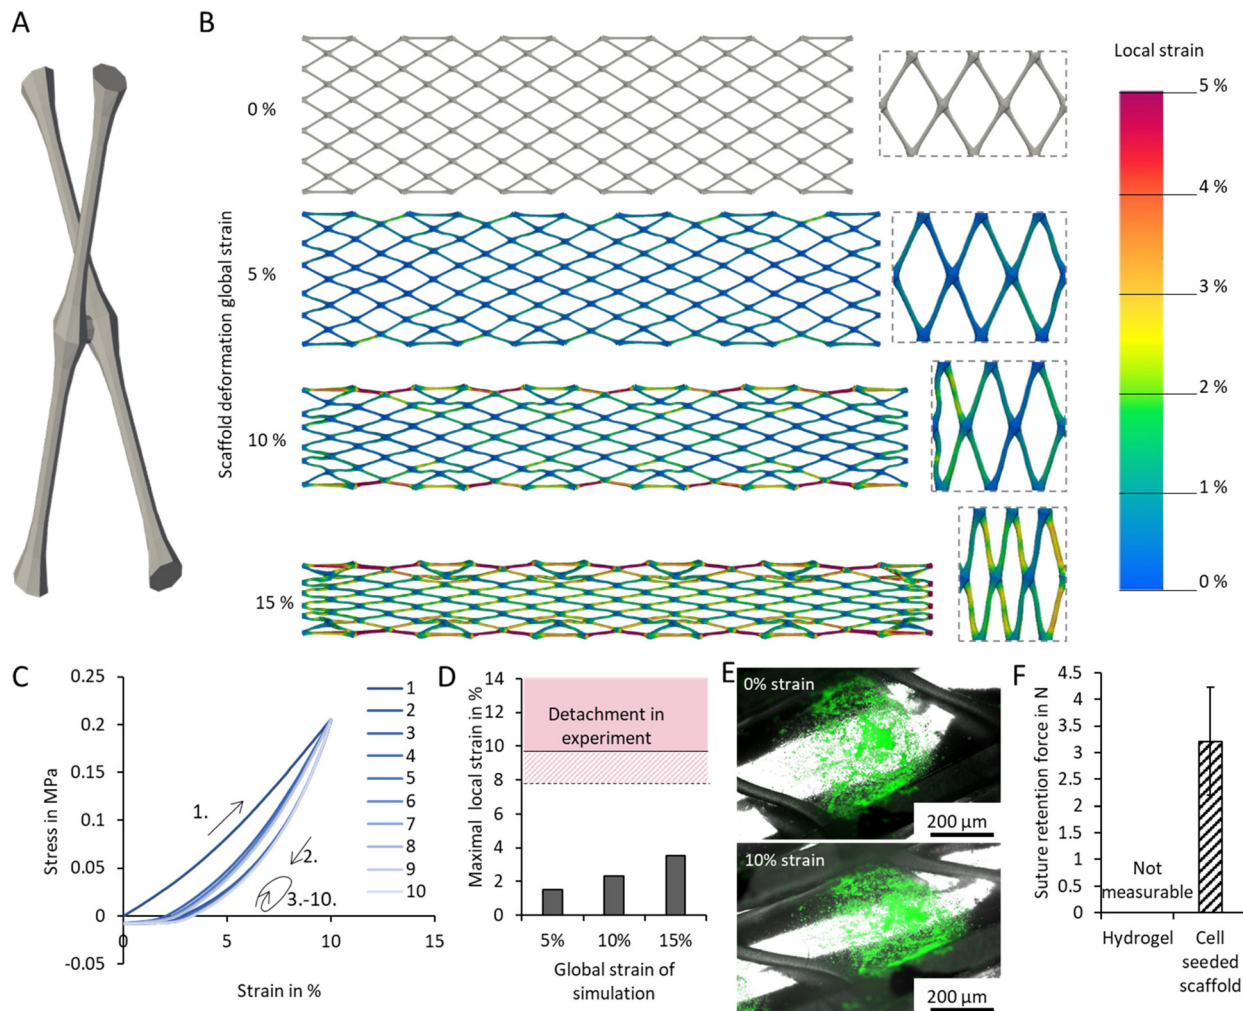 A
B
Local strain
5 %
4 %
3 %
2 %
1 %
0 %
Scaffold deformation global strain
0 %
5 %
10 %
15 %
C
Stress in MPa
0.25
0.2
0.15
0.1
0.05
0
-0.05
0
5
10
15
Strain in %
1.
2.
3.-10.
1
2
3
4
5
6
7
8
9
10
D
Maximal local strain in %
14
12
10
8
6
4
2
0
Detachment in
experiment
5%
10%
15%
Global strain of
simulation
E
0% strain
200 µm
10% strain
200 µm
F
Suture retention force in N
4.5
4
3.5
3
2.5
2
1.5
1
0.5
0
Not
measurable
Hydrogel
Cell
seeded
scaffold